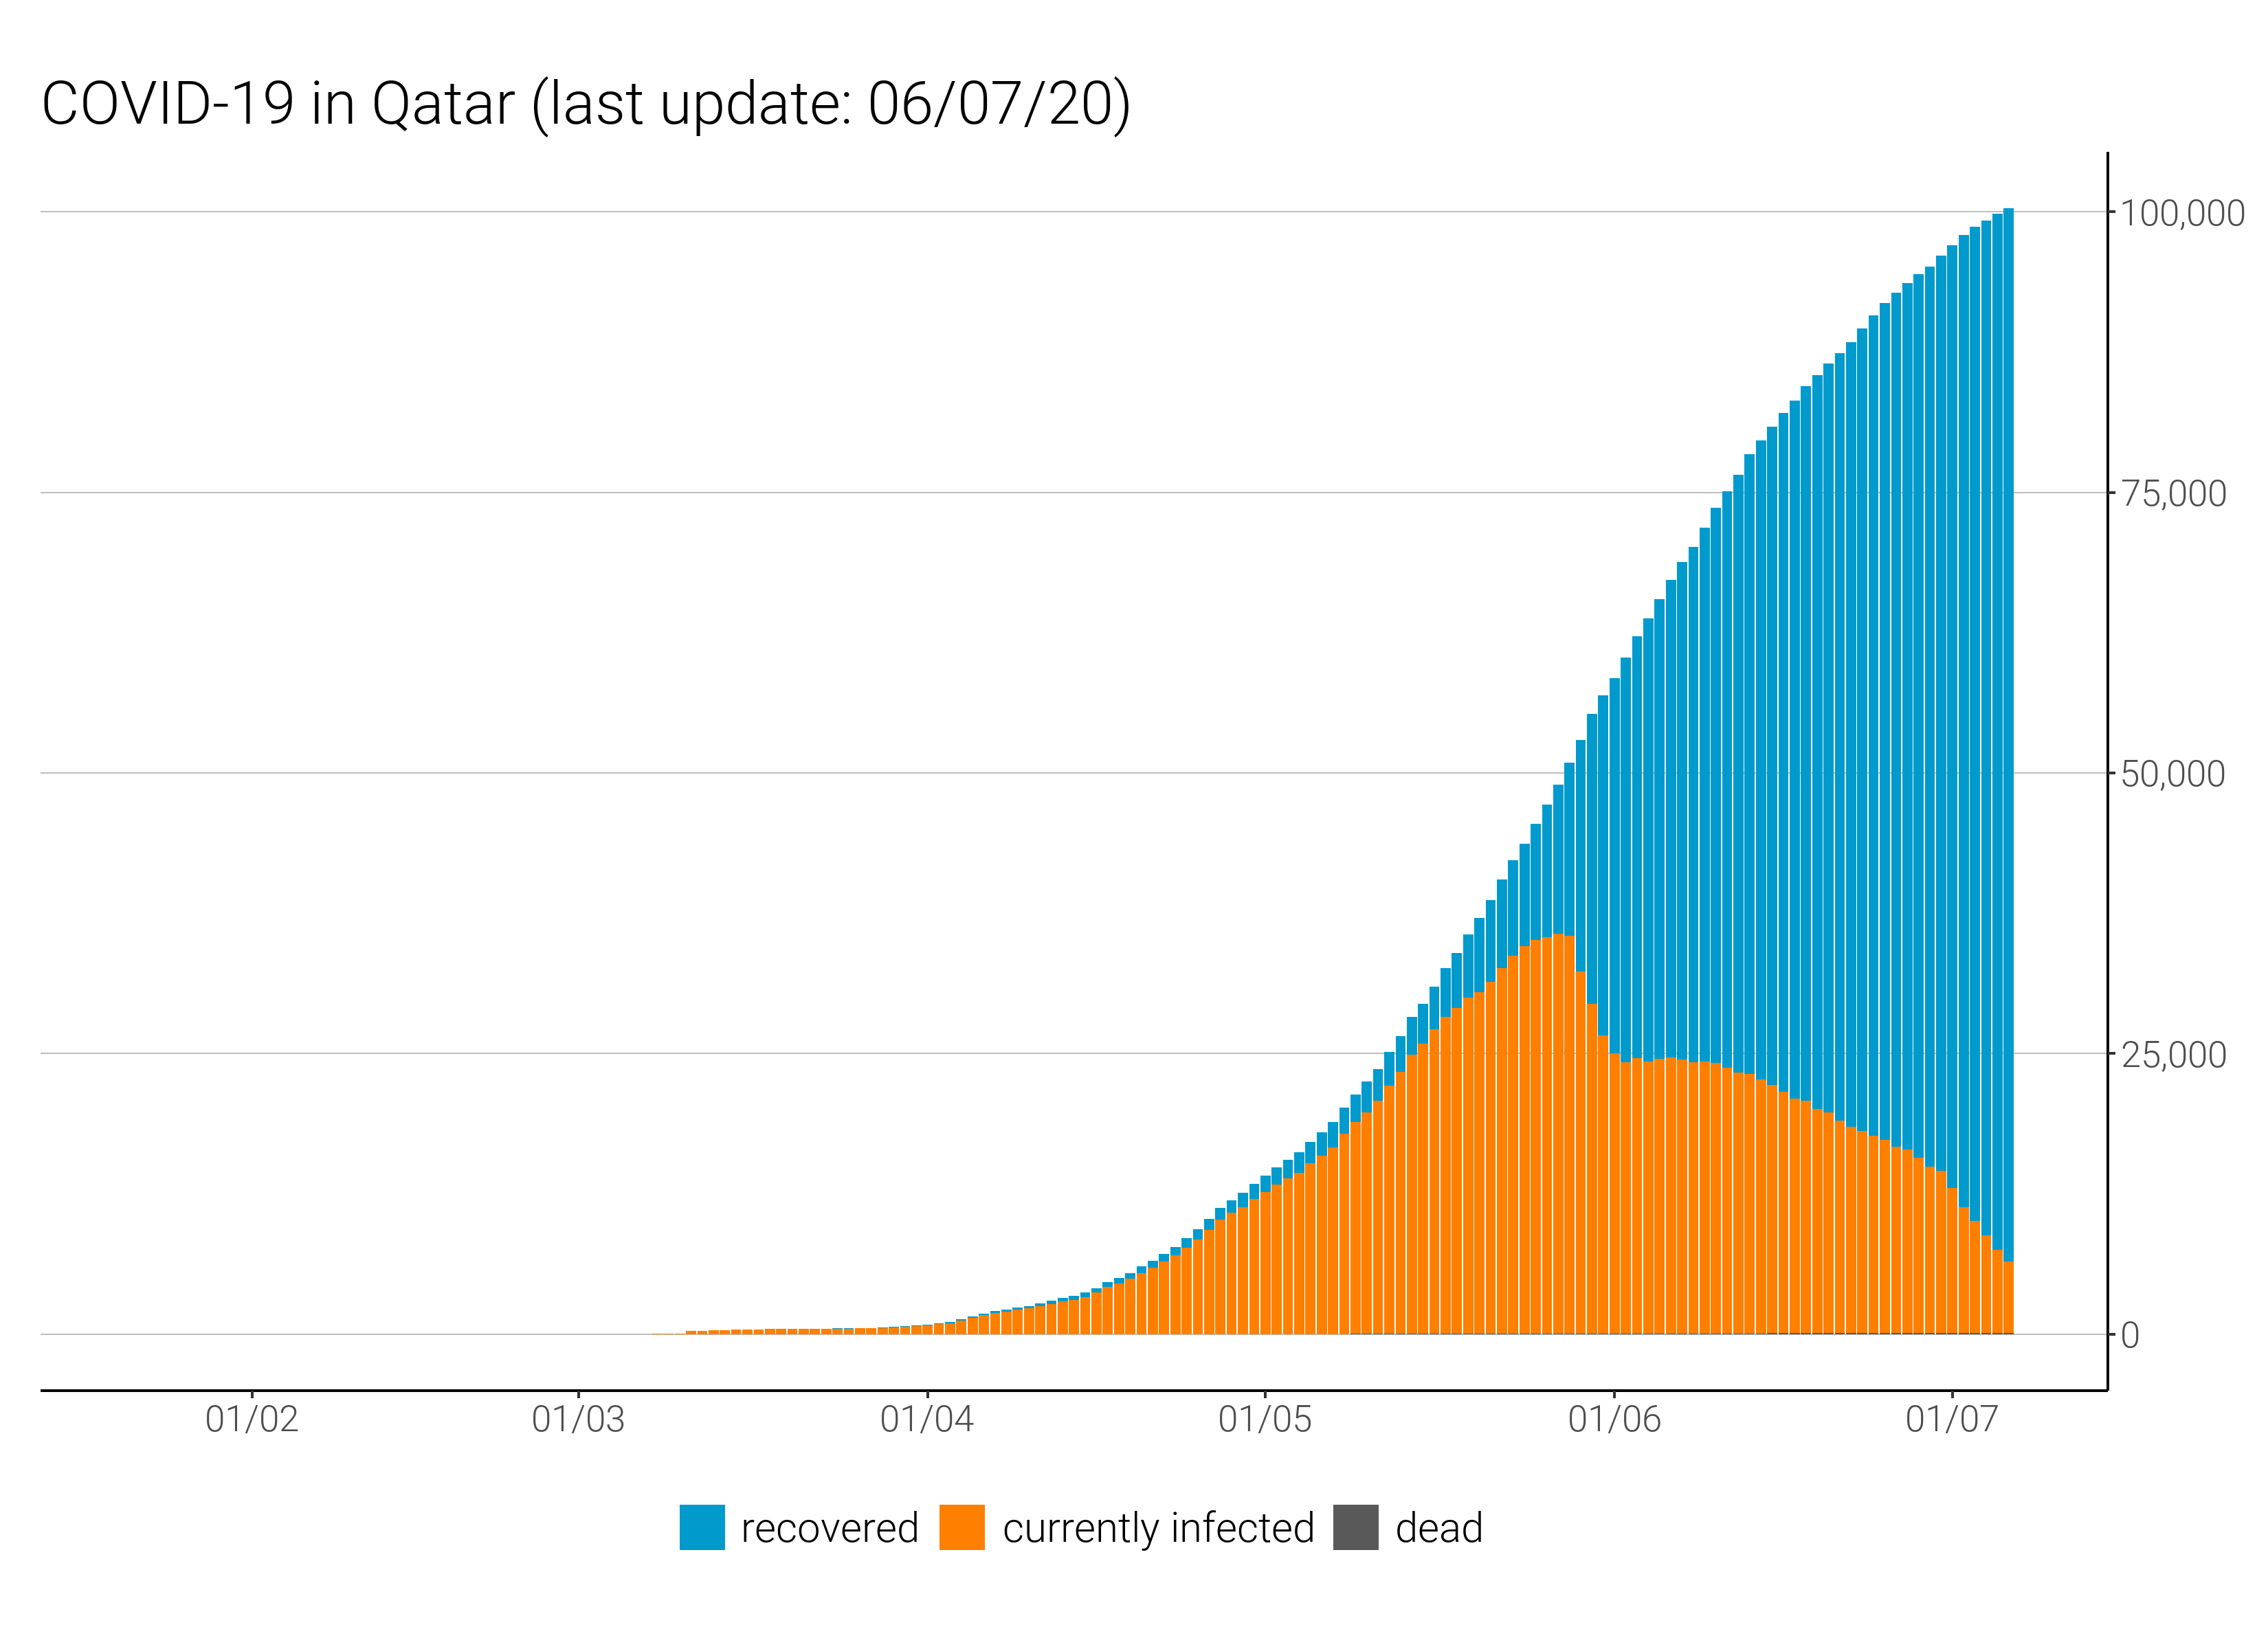 COVID-19 in Qatar (last update: 06/07/20)
100,000
75,000
50,000
25,000
0
01/02 01/03 01/04 01/05 01/06 01/07
recovered currently infected dead